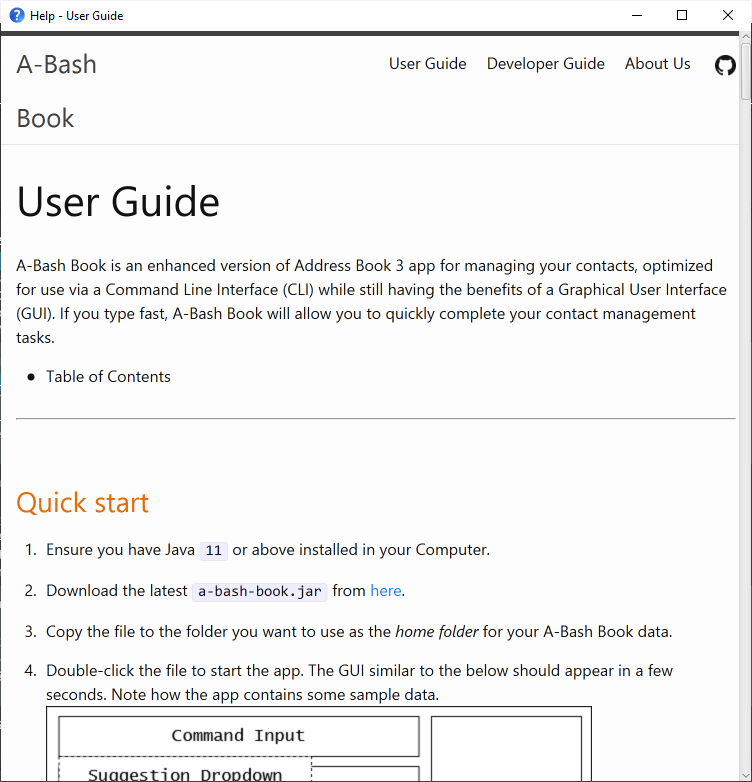 Help - User Guide
A-Bash
Book
User Guide Developer Guide About Us
User Guide
A-Bash Book is an enhanced version of Address Book 3 app for managing your contacts, optimized
for use via a Command Line Interface (CLI) while still having the benefits of a Graphical User Interface
(GUI). If you type fast, A-Bash Book will allow you to quickly complete your contact management
tasks.
• Table of Contents
Quick start
1. Ensure you have Java 11 or above installed in your Computer.
2. Download the latest a-bash-book.jar from here.
3. Copy the file to the folder you want to use as the home folder for your A-Bash Book data.
4. Double-click the file to start the app. The GUI similar to the below should appear in a few
seconds. Note how the app contains some sample data.
Command Input
Suggestion Dropdown